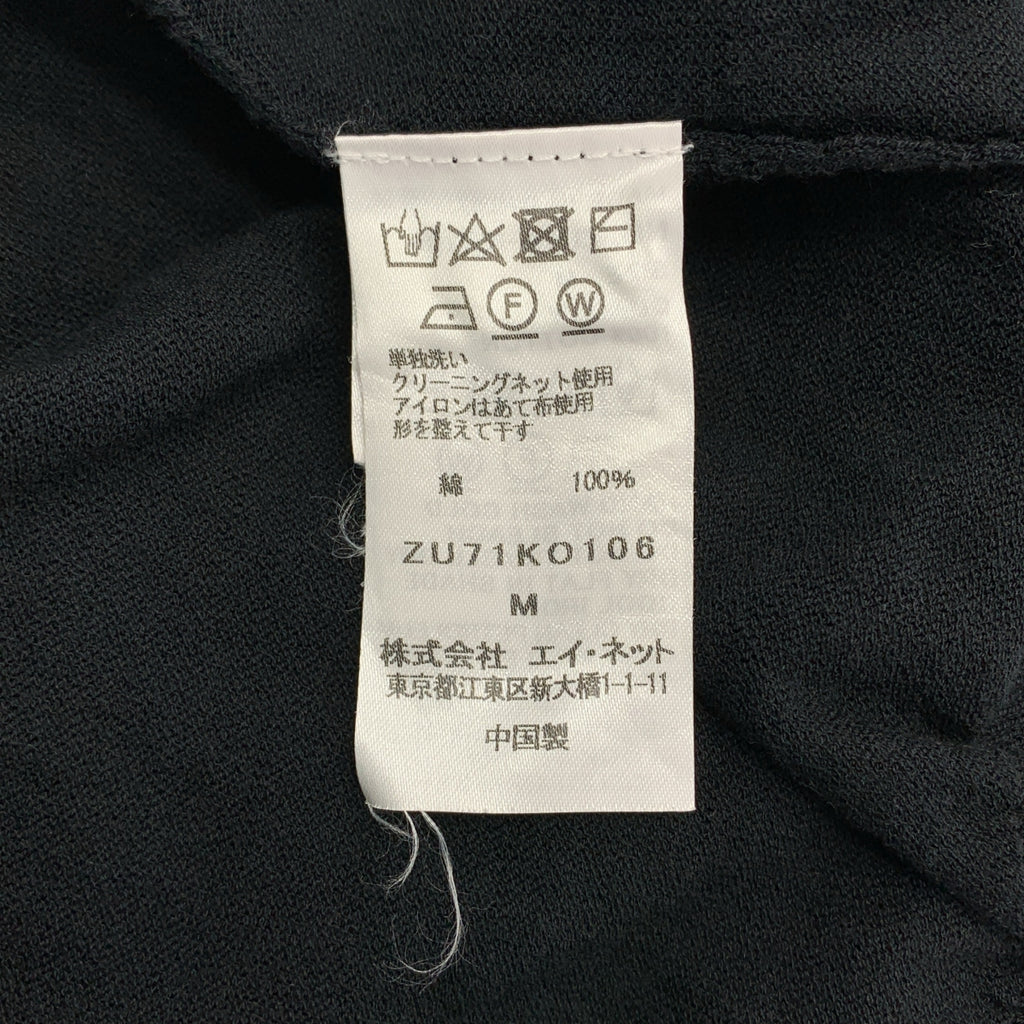 F W
単独洗い
クリーニングネット使用
アイロンはあて布使用
形を整えて干す
綿 100%
ZU71KO106
M
株式会社 エイ・ネット
東京都江東区新大橋1-1-11
中国製